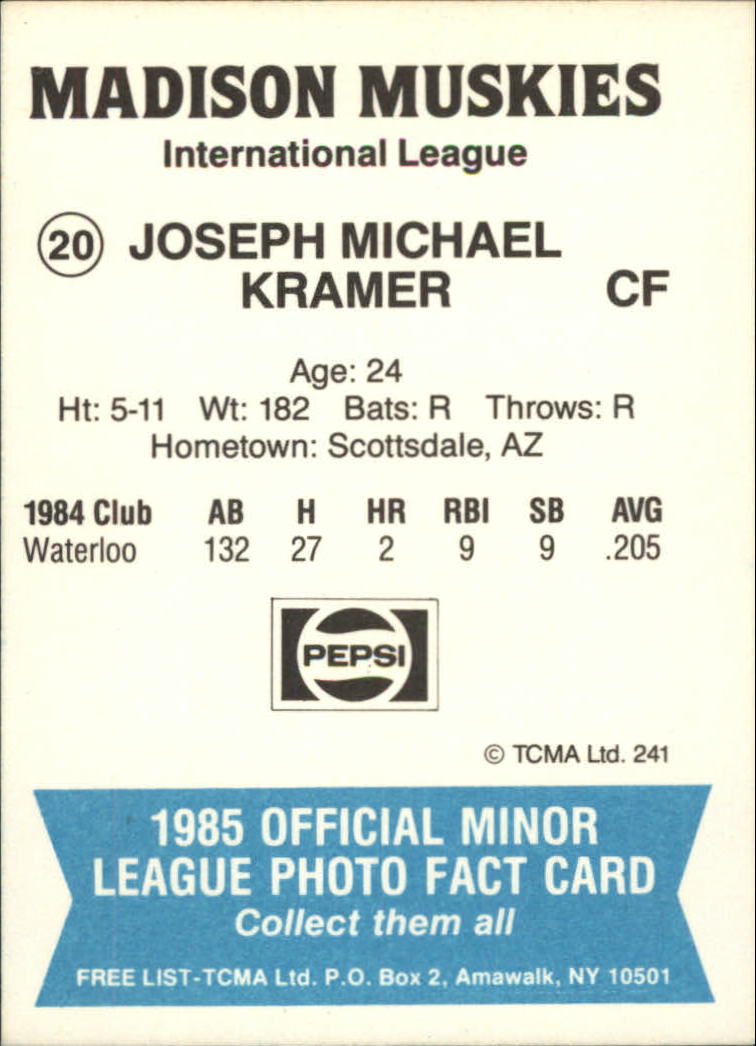 MADISON MUSKIES
International League
20 JOSEPH MICHAEL
KRAMER CF
Age: 24
Ht: 5-11 Wt: 182 Bats: R Throws: R
Hometown: Scottsdale, AZ
1984 Club AB H HR RBI SB AVG
Waterloo 132 27 2 9 9 .205
PEPSI
© TCMA Ltd. 241
1985 OFFICIAL MINOR
LEAGUE PHOTO FACT CARD
Collect them all
FREE LIST-TCMA Ltd. P.O. Box 2, Amawalk, NY 10501